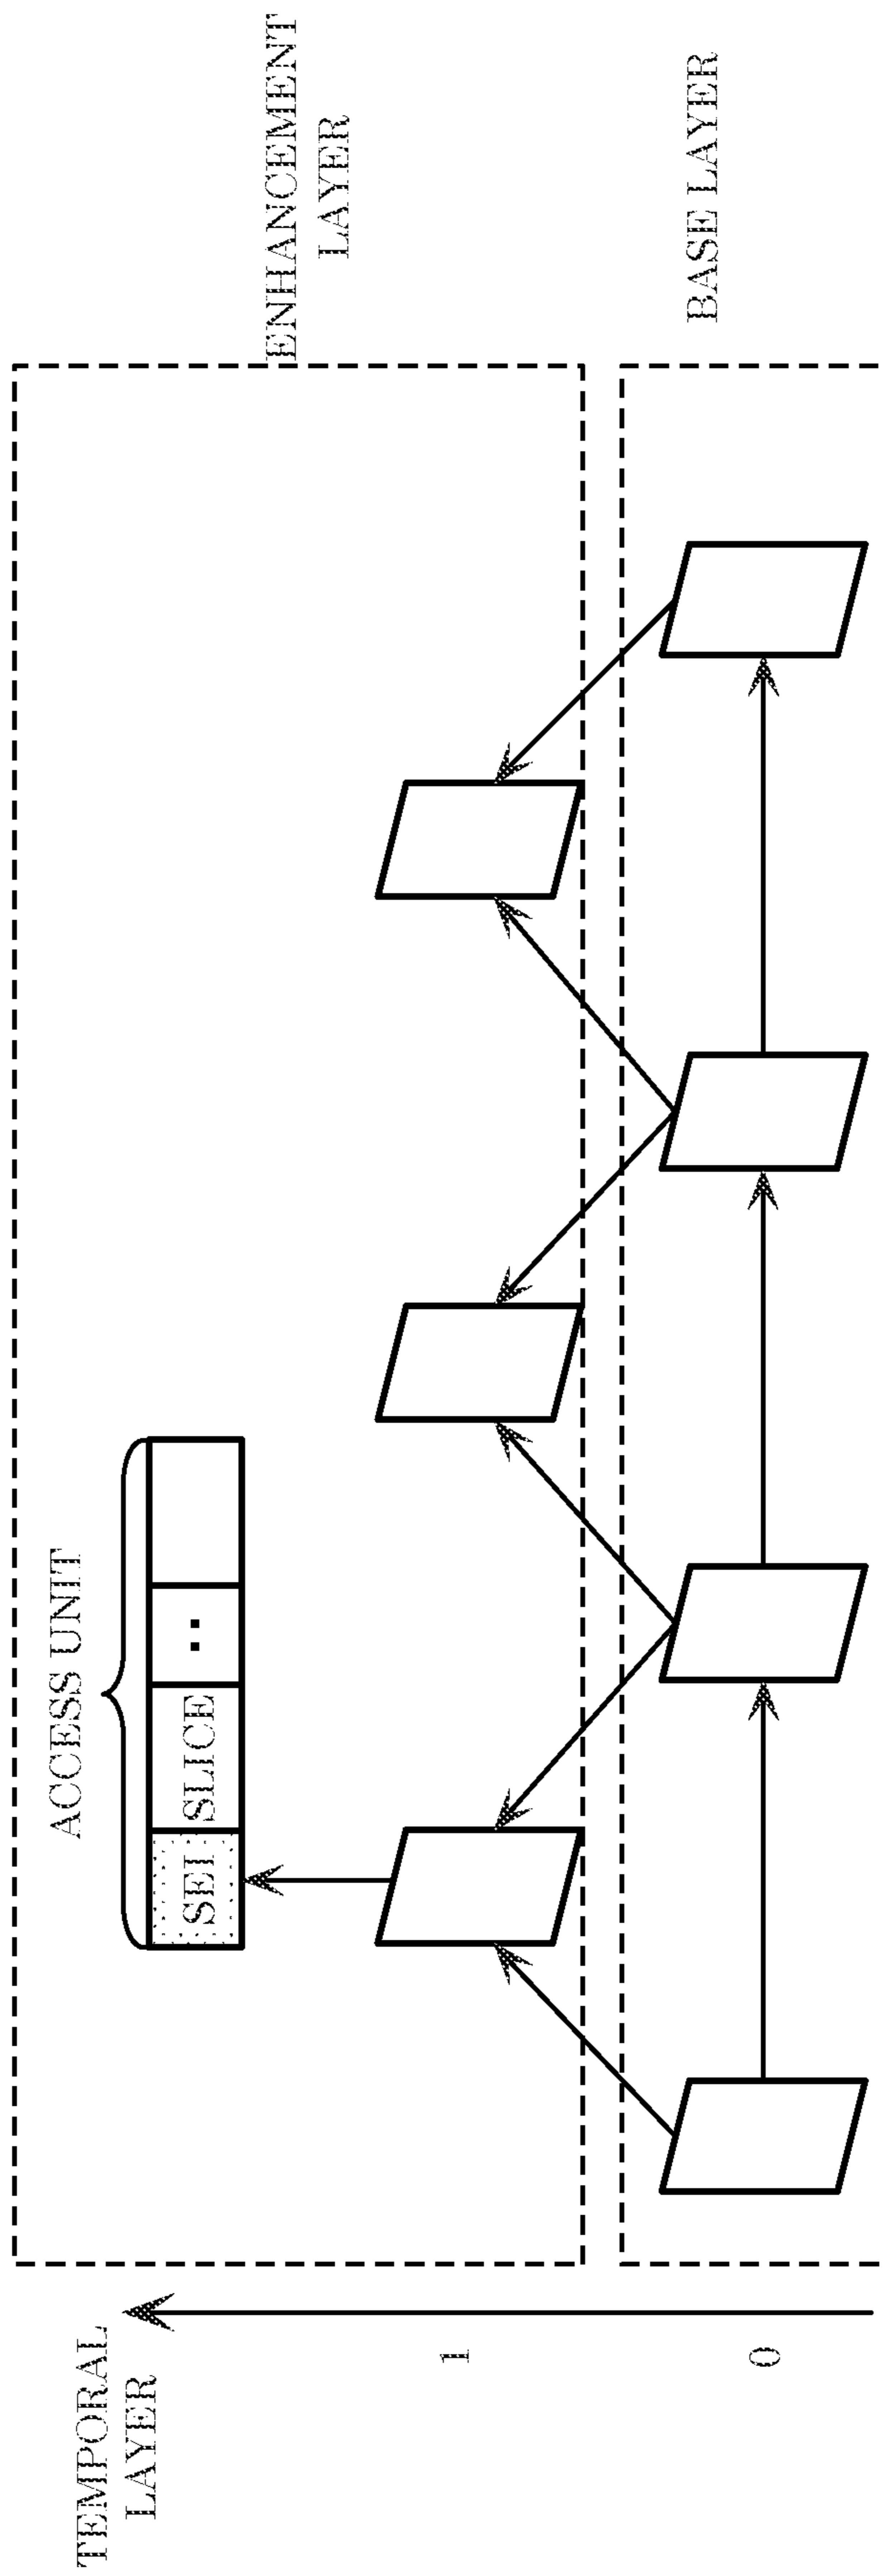 TEMPORAL
LAYER
ACCESS UNIT
SEI
SLICE
..
1
0
ENHANCEMENT
LAYER
BASE LAYER